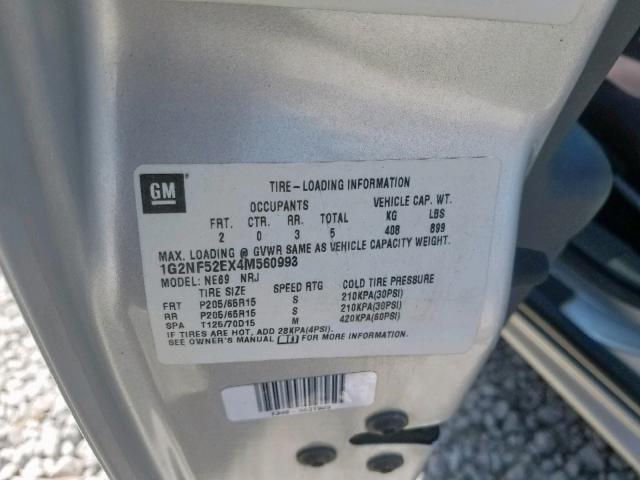 GM
TIRE-LOADING INFORMATION
OCCUPANTS VEHICLE CAP. WT.
FRT. CTR. RR. TOTAL KG LBS
2 0 3 5 408 899
MAX. LOADING @ GVWR SAME AS VEHICLE CAPACITY WEIGHT.
1G2NF52EX4M560993
MODEL: NE69 NRJ
TIRE SIZE SPEED RTG COLD TIRE PRESSURE
FRT P205/65R15 S 210KPA(30PSI)
RR P205/65R15 S 210KPA(30PSI)
SPA T125/70D15 M 420KPA(60PSI)
IF TIRES ARE HOT, ADD 28KPA(4PSI).
SEE OWNER'S MANUAL FOR MORE INFORMATION.